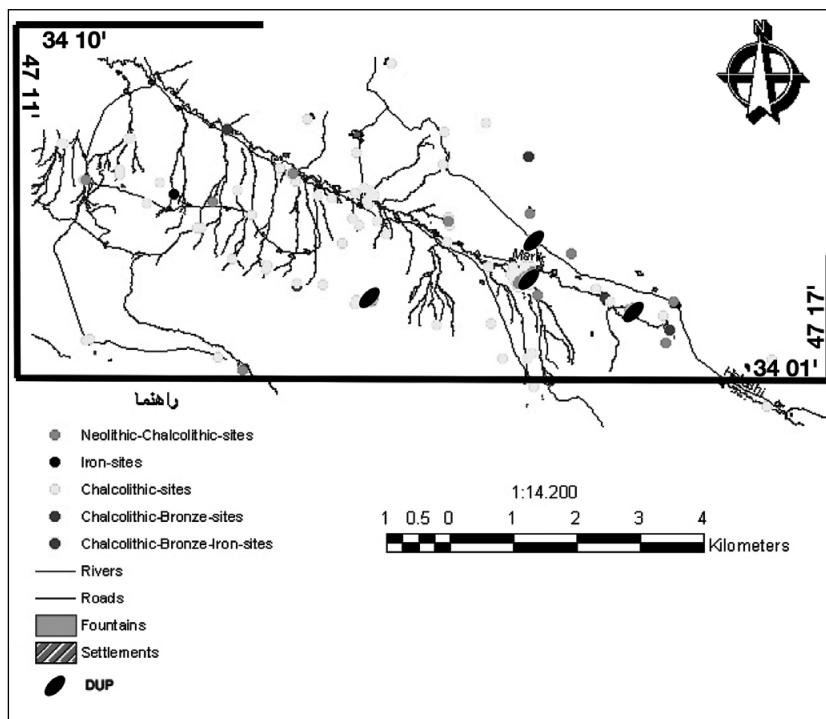 N
34 10'
47 11'
Mark
47 17'
34 01'
راهنما
Neolithic-Chalcolithic-sites
Iron-sites
Chalcolithic-sites
Chalcolithic-Bronze-sites
Chalcolithic-Bronze-Iron-sites
Rivers
Roads
Fountains
Settlements
DUP
1:14.200
1 0.5 0 1 2 3 4
Kilometers